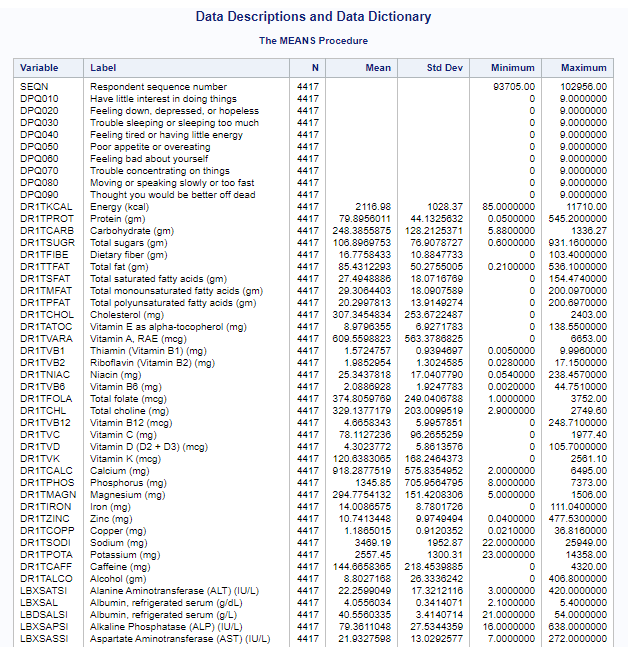 Data Descriptions and Data Dictionary
The MEANS Procedure
Variable Label N Mean Std Dev Minimum Maximum
SEQN Respondent sequence number 4417 93705.00 102956.00
DPQ010 Have little interest in doing things 4417 0 9.0000000
DPQ020 Feeling down, depressed, or hopeless 4417 0 9.0000000
DPQ030 Trouble sleeping or sleeping too much 4417 0 9.0000000
DPQ040 Feeling tired or having little energy 4417 0 9.0000000
DPQ050 Poor appetite or overeating 4417 0 9.0000000
DPQ060 Feeling bad about yourself 4417 0 9.0000000
DPQ070 Trouble concentrating on things 4417 0 9.0000000
DPQ080 Moving or speaking slowly or too fast 4417 0 9.0000000
DPQ090 Thought you would be better off dead 4417 0 9.0000000
DR1TKCAL Energy (kcal) 4417 2116.98 1028.37 85.0000000 11710.00
DR1TPROT Protein (gm) 4417 79.8956011 44.1325632 0.0500000 545.2000000
DR1TCARB Carbohydrate (gm) 4417 248.3855875 128.2125371 5.8800000 1336.27
DR1TSUGR Total sugars (gm) 4417 106.8969753 76.9078727 0.6000000 931.1600000
DR1TFIBE Dietary fiber (gm) 4417 16.7758433 10.8847733 0 103.4000000
DR1TTFAT Total fat (gm) 4417 85.4312293 50.2755005 0.2100000 536.1000000
DR1TSFAT Total saturated fatty acids (gm) 4417 27.4948886 18.0716769 0 154.4740000
DR1TMFAT Total monounsaturated fatty acids (gm) 4417 29.3064403 18.0907589 0 200.0970000
DR1TPFAT Total polyunsaturated fatty acids (gm) 4417 20.2997813 13.9149274 0 200.6970000
DR1TCHOL Cholesterol (mg) 4417 307.3454834 253.6722487 0 2403.00
DR1TATOC Vitamin E as alpha-tocopherol (mg) 4417 8.9796355 6.9271783 0 138.5500000
DR1TVARA Vitamin A, RAE (mcg) 4417 609.5598823 563.3786825 0 6653.00
DR1TVB1 Thiamin (Vitamin B1) (mg) 4417 1.5724757 0.9394697 0.0050000 9.9960000
DR1TVB2 Riboflavin (Vitamin B2) (mg) 4417 1.9852954 1.3024585 0.0280000 17.1500000
DR1TNIAC Niacin (mg) 4417 25.3437818 17.0407790 0.0540000 238.4570000
DR1TVB6 Vitamin B6 (mg) 4417 2.0886928 1.9247783 0.0020000 44.7510000
DR1TFOLA Total folate (mcg) 4417 374.8059769 249.0406788 1.0000000 3752.00
DR1TCHL Total choline (mg) 4417 329.1377179 203.0099519 2.9000000 2749.60
DR1TVB12 Vitamin B12 (mcg) 4417 4.6658343 5.9957851 0 248.7100000
DR1TVC Vitamin C (mg) 4417 78.1127236 96.2655259 0 1977.40
DR1TVD Vitamin D (D2 + D3) (mcg) 4417 4.3023772 5.8613576 0 105.7000000
DR1TVK Vitamin K (mcg) 4417 120.6383065 168.2464373 0 2561.10
DR1TCALC Calcium (mg) 4417 918.2877519 575.8354952 2.0000000 6495.00
DR1TPHOS Phosphorus (mg) 4417 1345.85 705.9564795 8.0000000 7373.00
DR1TMAGN Magnesium (mg) 4417 294.7754132 151.4208306 5.0000000 1506.00
DR1TIRON Iron (mg) 4417 14.0086575 8.7801726 0 111.0400000
DR1TZINC Zinc (mg) 4417 10.7413448 9.9749494 0.0400000 477.5300000
DR1TCOPP Copper (mg) 4417 1.1865015 0.9120352 0.0210000 36.8160000
DR1TSODI Sodium (mg) 4417 3469.19 1952.87 22.0000000 25949.00
DR1TPOTA Potassium (mg) 4417 2557.45 1300.31 23.0000000 14358.00
DR1TCAFF Caffeine (mg) 4417 144.6658365 218.4539885 0 4320.00
DR1TALCO Alcohol (gm) 4417 8.8027168 26.3336242 0 406.8000000
LBXSATSI Alanine Aminotransferase (ALT) (IU/L) 4417 22.2599049 17.3212116 3.0000000 420.0000000
LBXSAL Albumin, refrigerated serum (g/dL) 4417 4.0556034 0.3414071 2.1000000 5.4000000
LBDSALSI Albumin, refrigerated serum (g/L) 4417 40.5560335 3.4140714 21.0000000 54.0000000
LBXSAPSI Alkaline Phosphatase (ALP) (IU/L) 4417 79.3611048 27.5344359 16.0000000 638.0000000
LBXSASSI Aspartate Aminotransferase (AST) (IU/L) 4417 21.9327598 13.0292577 7.0000000 272.0000000